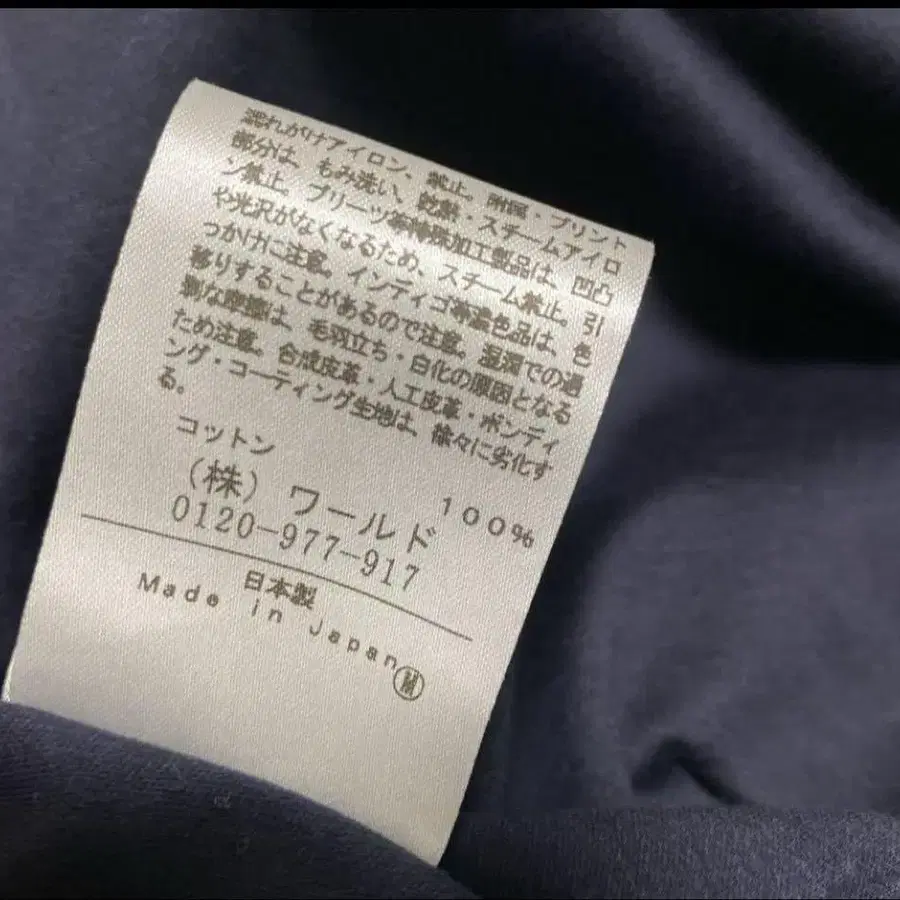 濡れがけアイロン、禁止。附属・プリント
部分は、もみ洗い、乾燥・スチームアイロ
ン禁止。プリーツ等特殊加工製品は、凹凸
や光沢がなくなるため、スチーム禁止。引
っかけに注意。インディゴ等濃色品は、色
移りすることがあるので注意。湿潤での過
剰な摩擦は、毛羽立ち・白化の原因となる
ため注意。合成皮革・人工皮革・ボンディ
ング・コーティング生地は、徐々に劣化す
る。
コットン 100%
(株) ワールド
0120-977-917
日本製
Made in Japan
M